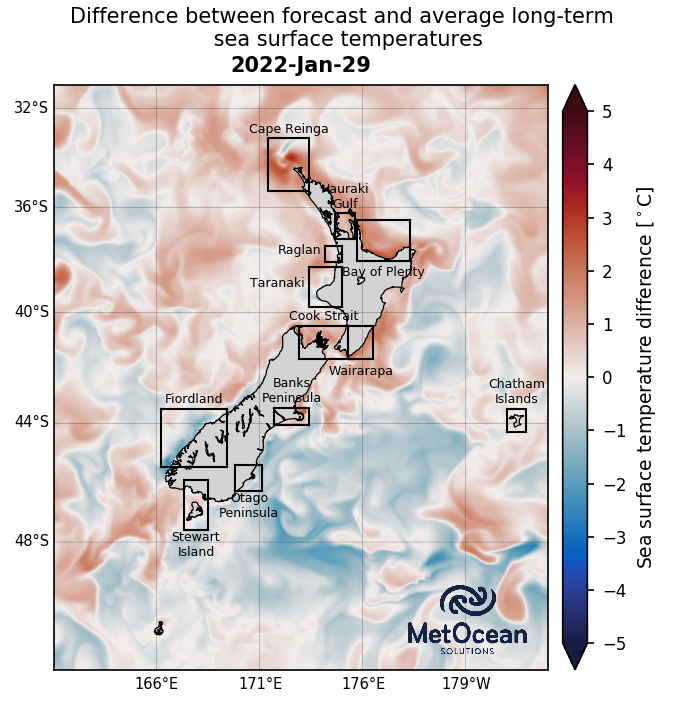 Difference between forecast and average long-term
sea surface temperatures
2022-Jan-29
32°S
36°S
40°S
44°S
48°S
Cape Reinga
Hauraki
Gulf
Raglan
Bay of Plenty
Taranaki
Cook Strait
Wairarapa
Banks
Peninsula
Fiordland
Chatham
Islands
Otago
Peninsula
Stewart
Island
MetOcean
SOLUTIONS
166°E
171°E
176°E
179°W
5
4
3
2
1
0
−1
−2
−3
−4
−5
Sea surface temperature difference [°C]